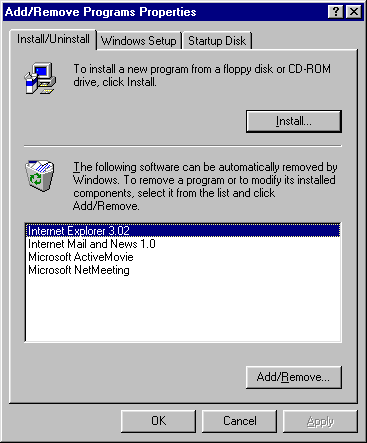 Add/Remove Programs Properties
Install/Uninstall Windows Setup Startup Disk
To install a new program from a floppy disk or CD-ROM
drive, click Install.
Install...
The following software can be automatically removed by
Windows. To remove a program or to modify its installed
components, select it from the list and click
Add/Remove.
Internet Explorer 3.02
Internet Mail and News 1.0
Microsoft ActiveMovie
Microsoft NetMeeting
Add/Remove...
OK Cancel Apply